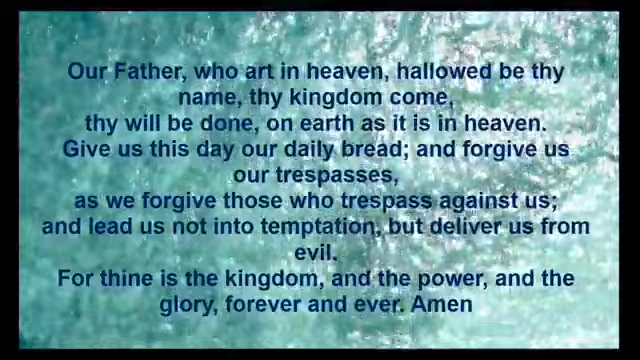 Our Father, who art in heaven, hallowed be thy
name, thy kingdom come,
thy will be done, on earth as it is in heaven.
Give us this day our daily bread; and forgive us
our trespasses,
as we forgive those who trespass against us;
and lead us not into temptation, but deliver us from
evil.
For thine is the kingdom, and the power, and the
glory, forever and ever. Amen